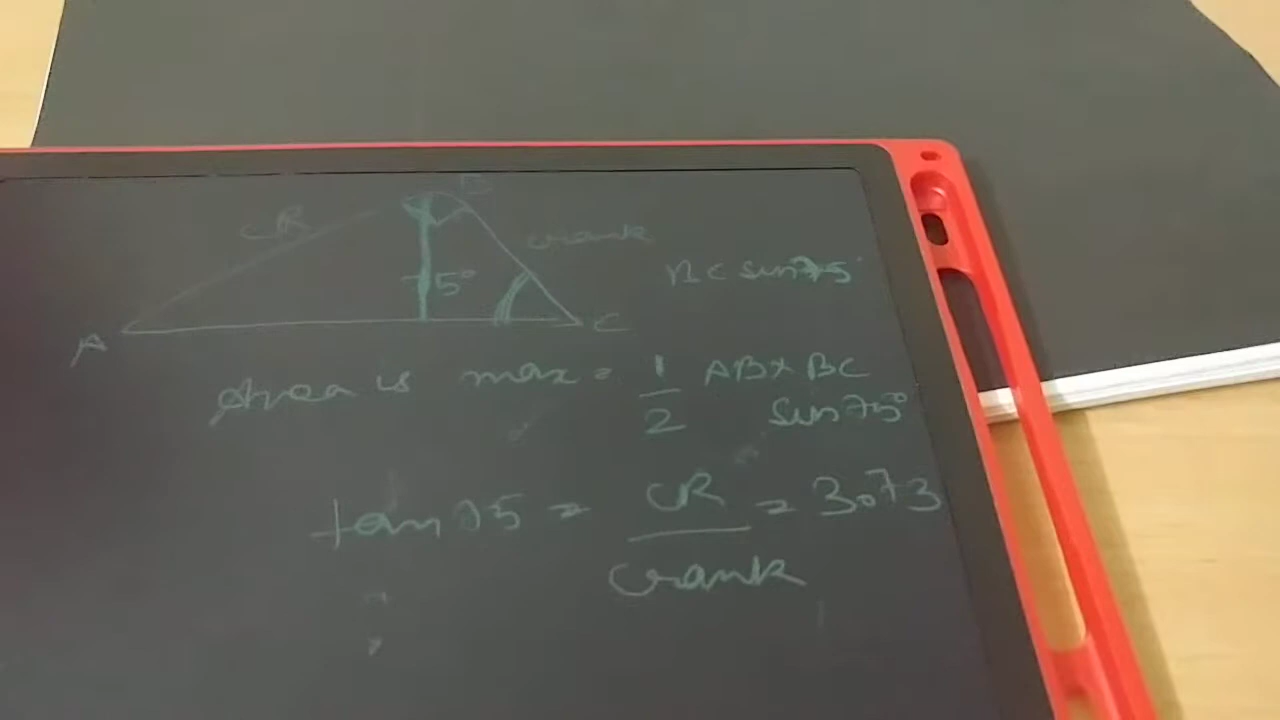 B
CR
crank
75°
BC sin75°
A
C
Area is max = 1/2 AB × BC sin75°
tan 75 = CR/crank = 3.73